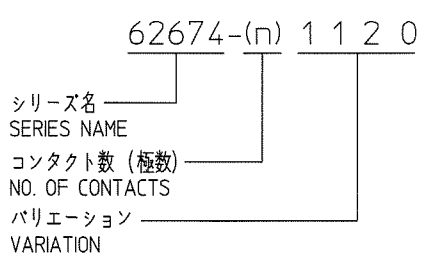 62674-(n) 1 1 2 0
シリーズ名
SERIES NAME
コンタクト数 (極数)
NO. OF CONTACTS
バリエーション
VARIATION